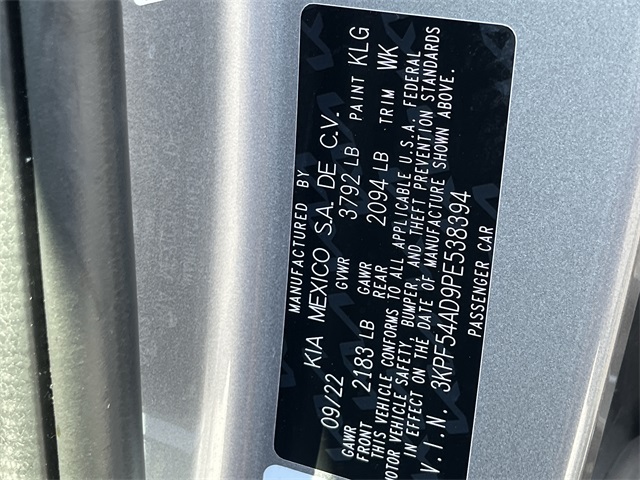 MANUFACTURED BY
09/22 KIA MEXICO S.A. DE C.V.
GVWR 3792 LB PAINT KLG
GAWR FRONT 2183 LB GAWR REAR 2094 LB TRIM WK
THIS VEHICLE CONFORMS TO ALL APPLICABLE U.S.A. FEDERAL
MOTOR VEHICLE SAFETY, BUMPER, AND THEFT PREVENTION STANDARDS
IN EFFECT ON THE DATE OF MANUFACTURE SHOWN ABOVE.
V.I.N. 3KPF54AD9PE538394
PASSENGER CAR